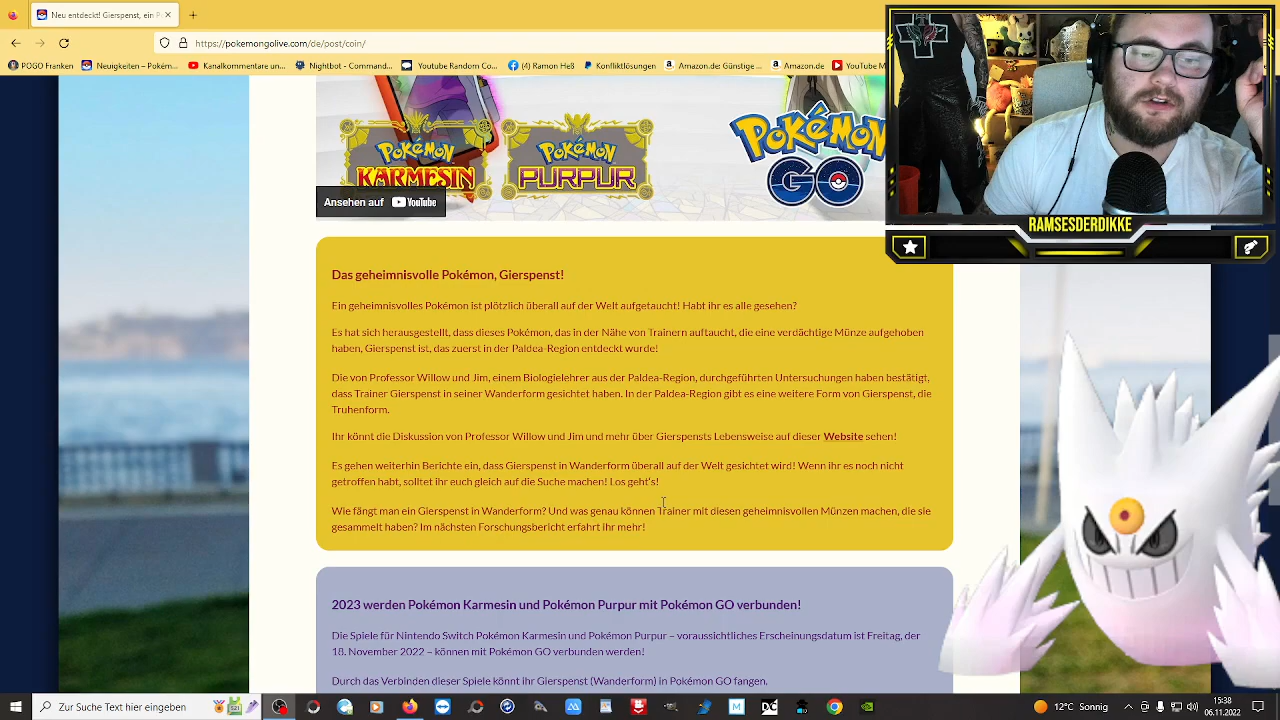 Neu entdeckt! Gierspenst, ein P
https://pokemongolive.com/de/post/coin/
POGO Franken
Neuigkeiten – Pokém...
Kanalkommentare un...
Nightbot - Comman...
YouTube Random Co...
(4) Ramon Heß
Konfliktlösungen
Amazon.de: Günstige ...
Amazon.de
YouTube M
Pokémon
KARMESIN
Pokémon
PURPUR
Pokémon
GO
Ansehen auf YouTube
RAMSESDERDIKKE
Das geheimnisvolle Pokémon, Gierspenst!
Ein geheimnisvolles Pokémon ist plötzlich überall auf der Welt aufgetaucht! Habt ihr es alle gesehen?
Es hat sich herausgestellt, dass dieses Pokémon, das in der Nähe von Trainern auftaucht, die eine verdächtige Münze aufgehoben
haben, Gierspenst ist, das zuerst in der Paldea-Region entdeckt wurde!
Die von Professor Willow und Jim, einem Biologielehrer aus der Paldea-Region, durchgeführten Untersuchungen haben bestätigt,
dass Trainer Gierspenst in seiner Wanderform gesichtet haben. In der Paldea-Region gibt es eine weitere Form von Gierspenst, die
Truhenform.
Ihr könnt die Diskussion von Professor Willow und Jim und mehr über Gierspensts Lebensweise auf dieser Website sehen!
Es gehen weiterhin Berichte ein, dass Gierspenst in Wanderform überall auf der Welt gesichtet wird! Wenn ihr es noch nicht
getroffen habt, solltet ihr euch gleich auf die Suche machen! Los geht's!
Wie fängt man ein Gierspenst in Wanderform? Und was genau können Trainer mit diesen geheimnisvollen Münzen machen, die sie
gesammelt haben? Im nächsten Forschungsbericht erfahrt ihr mehr!
2023 werden Pokémon Karmesin und Pokémon Purpur mit Pokémon GO verbunden!
Die Spiele für Nintendo Switch Pokémon Karmesin und Pokémon Purpur – voraussichtliches Erscheinungsdatum ist Freitag, der
18. November 2022 – können mit Pokémon GO verbunden werden!
Durch das Verbinden dieser Spiele könnt ihr Gierspenst (Wanderform) in Pokémon GO fangen.
Zur Suche Text hier eingeben
12°C Sonnig
15:38
06.11.2022